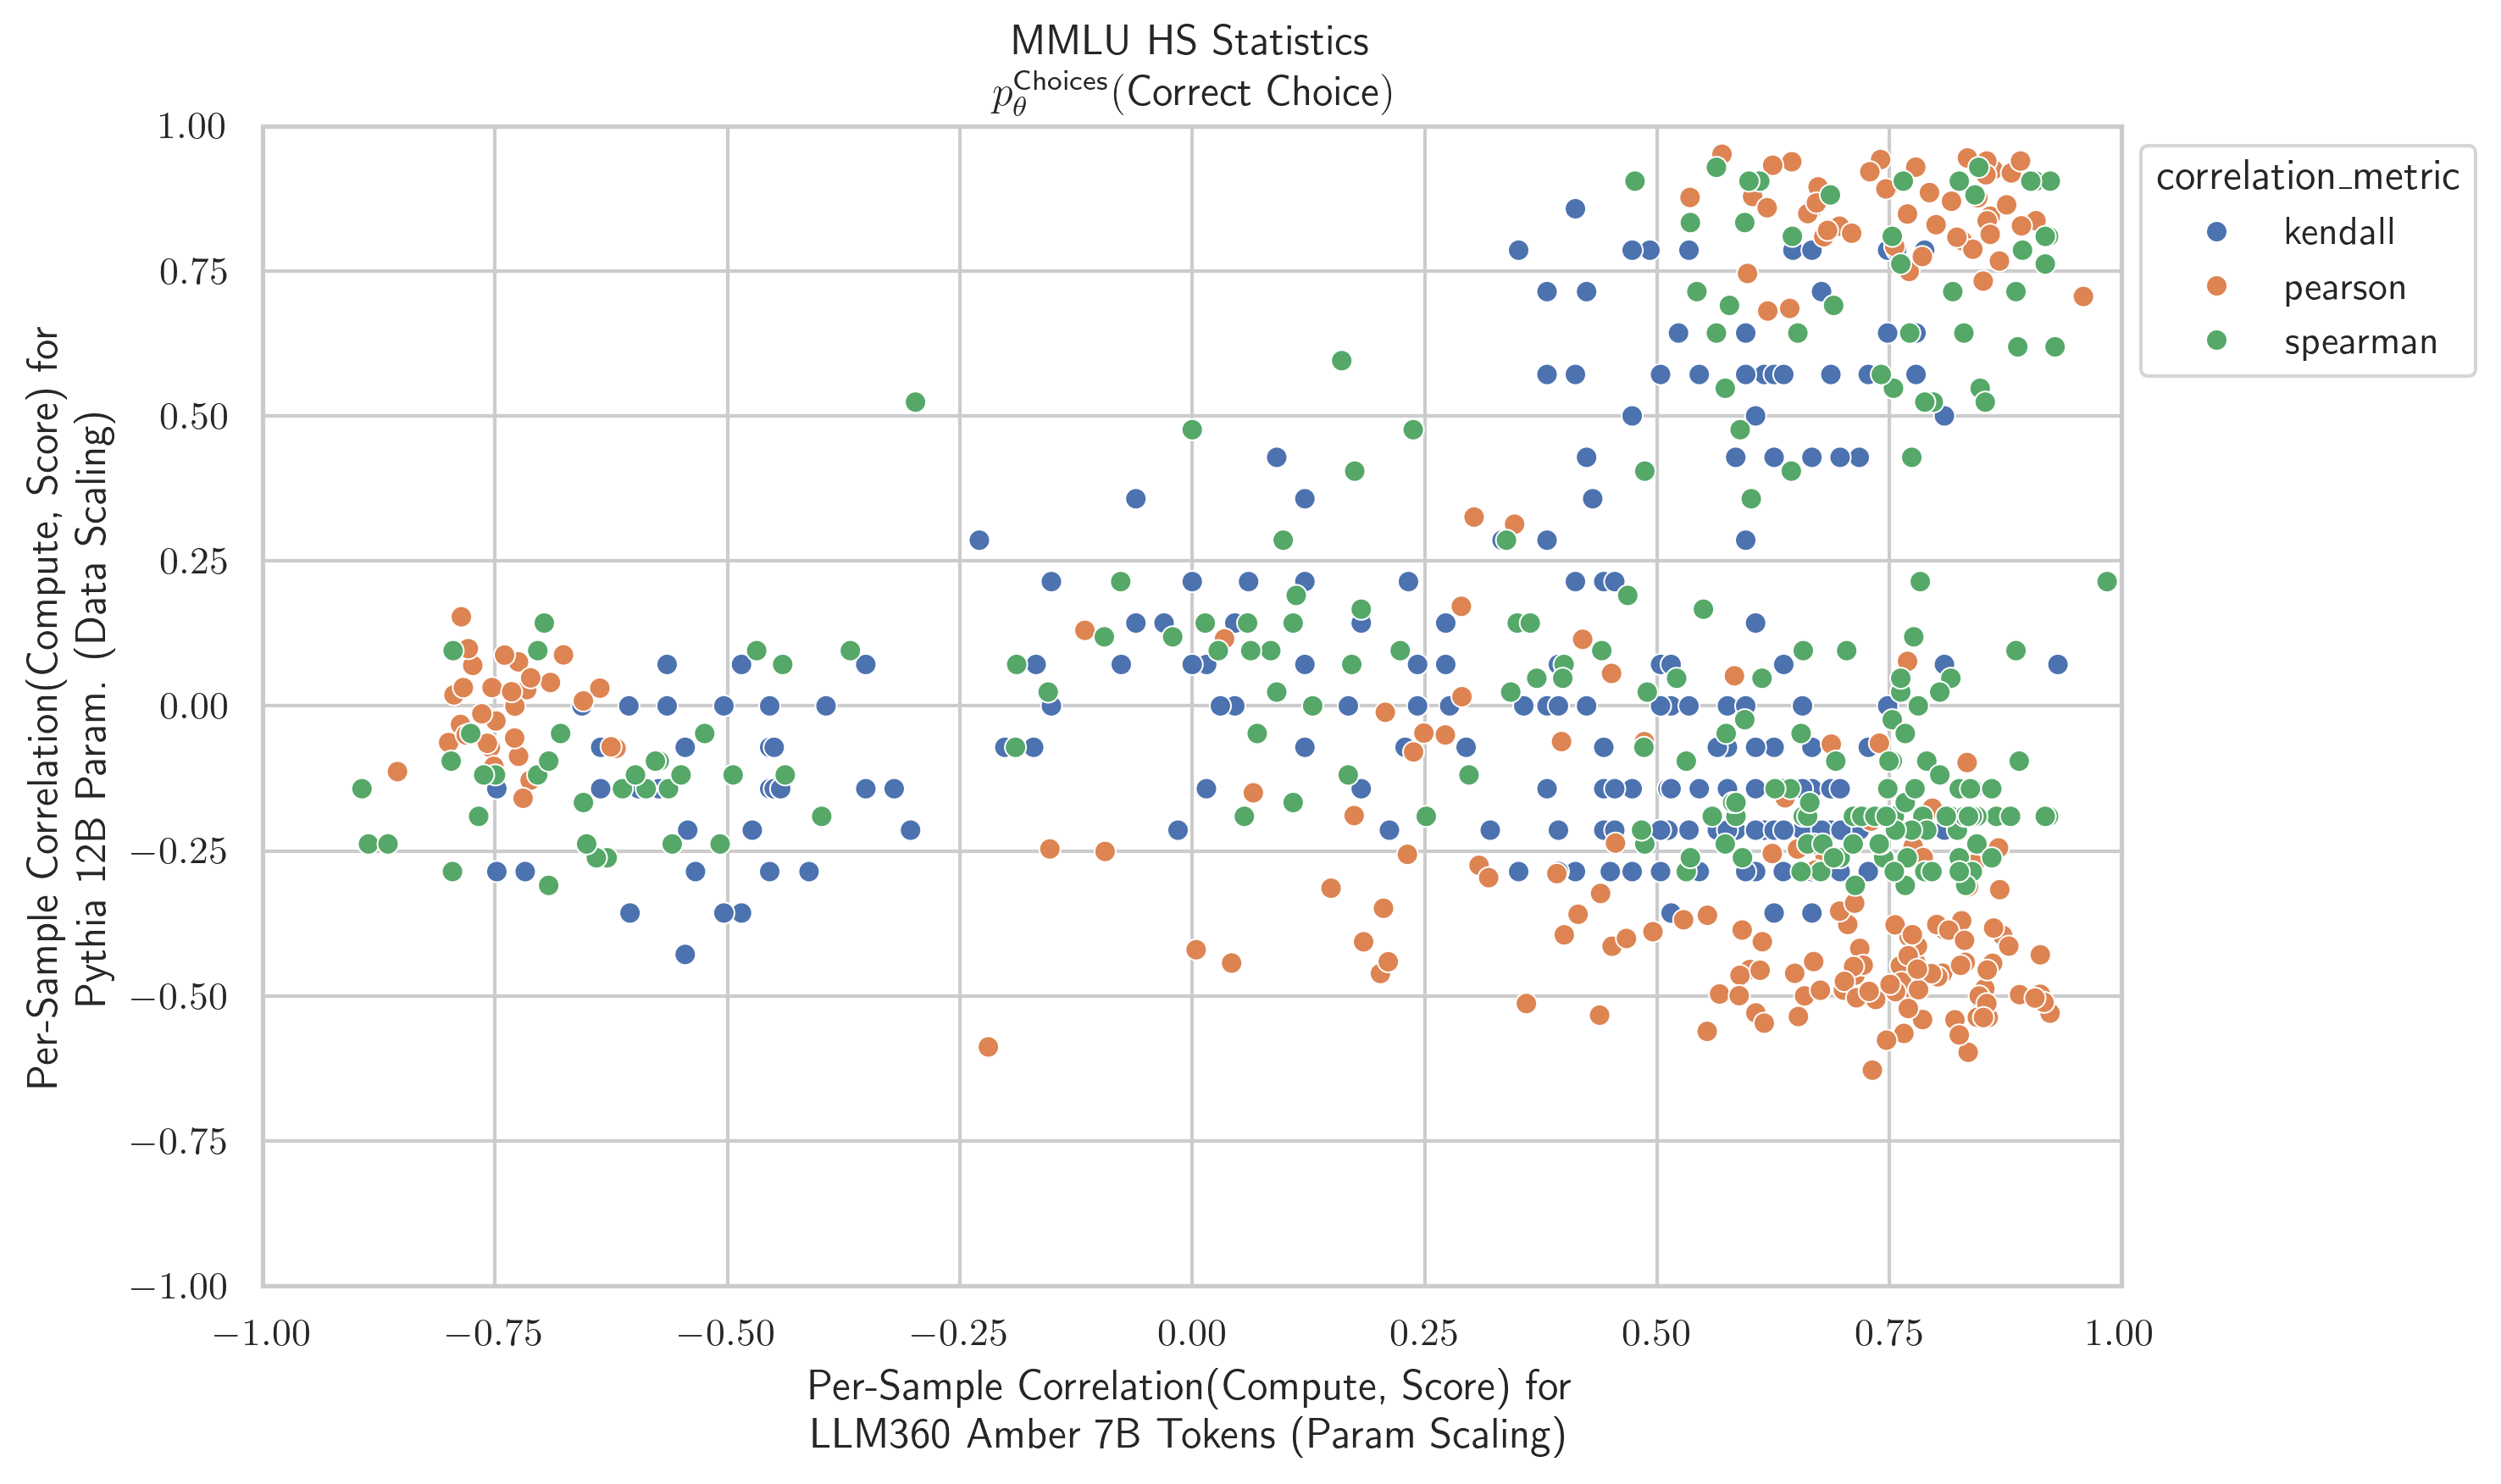 MMLU HS Statistics
p_θ^Choices(Correct Choice)
1.00
0.75
0.50
0.25
0.00
−0.25
−0.50
−0.75
−1.00
Per-Sample Correlation(Compute, Score) for
Pythia 12B Param. (Data Scaling)
correlation_metric
kendall
pearson
spearman
−1.00
−0.75
−0.50
−0.25
0.00
0.25
0.50
0.75
1.00
Per-Sample Correlation(Compute, Score) for
LLM360 Amber 7B Tokens (Param Scaling)